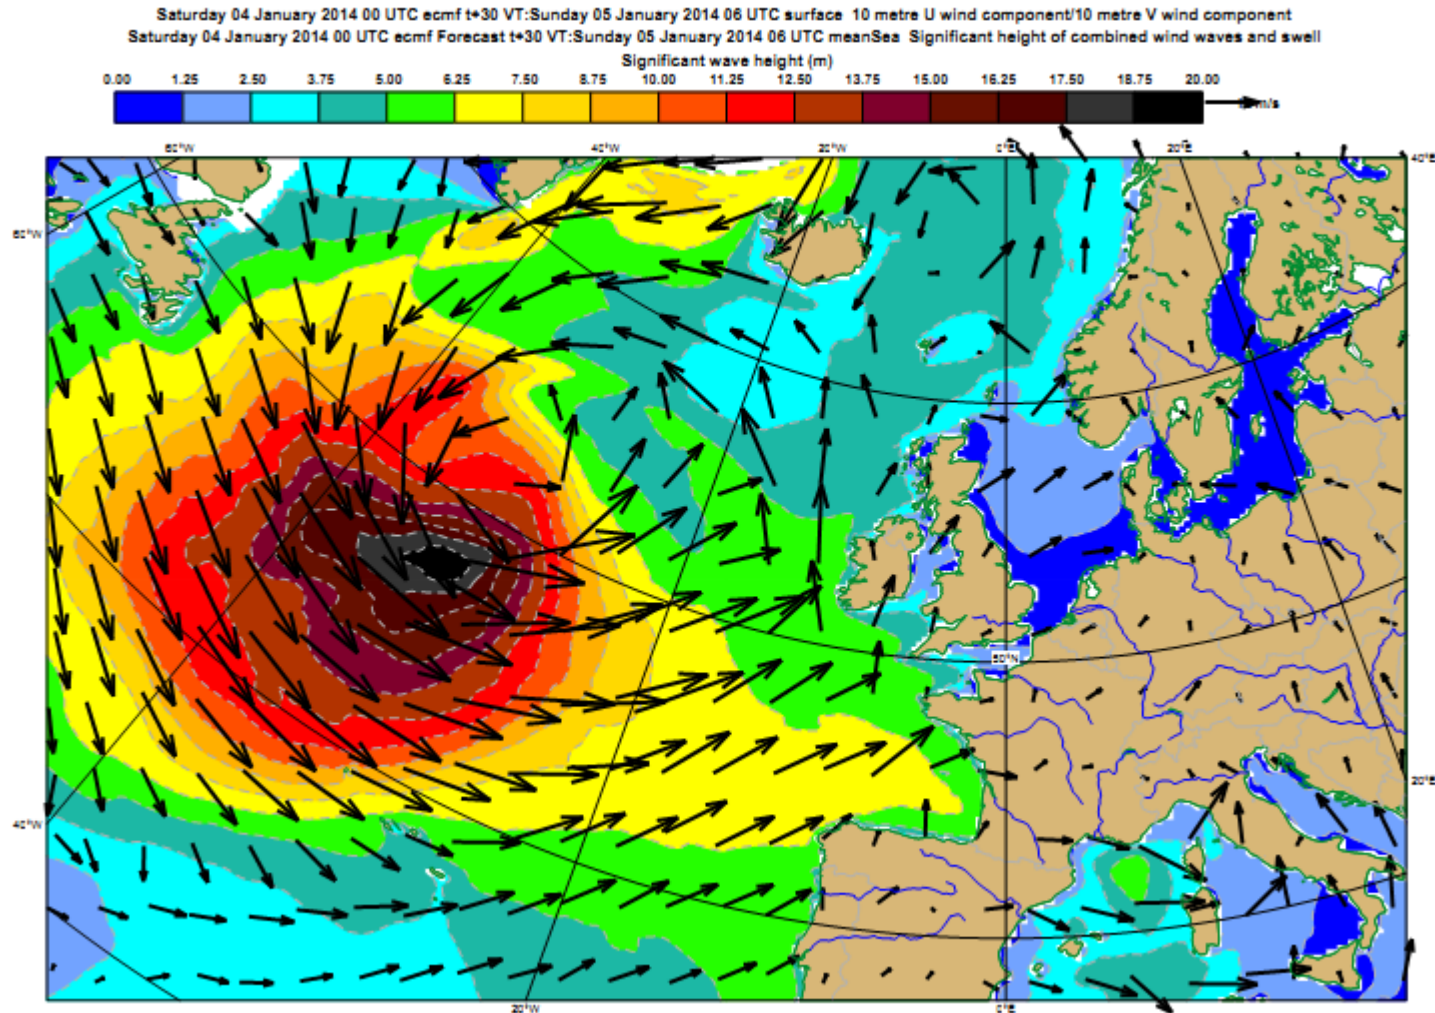 Saturday 04 January 2014 00 UTC ecmf t+30 VT:Sunday 05 January 2014 06 UTC surface 10 metre U wind component/10 metre V wind component
Saturday 04 January 2014 00 UTC ecmf Forecast t+30 VT:Sunday 05 January 2014 06 UTC meanSea Significant height of combined wind waves and swell
Significant wave height (m)
0.00 1.25 2.50 3.75 5.00 6.25 7.50 8.75 10.00 11.25 12.50 13.75 15.00 16.25 17.50 18.75 20.00
m/s
60°W 40°W 20°W 0°E 20°E 40°E
60°W
50°N
20°E
40°W
20°W 0°E